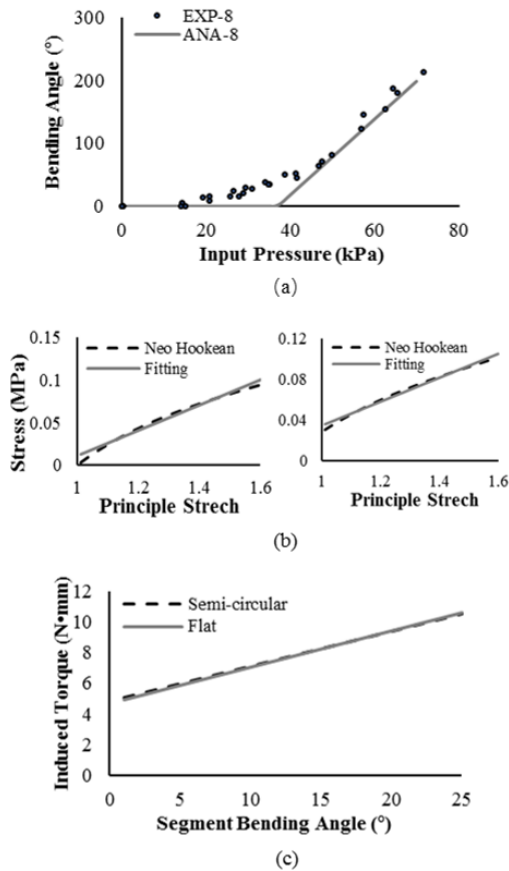 EXP-8
ANA-8
300
200
100
0
Bending Angle (°)
0 20 40 60 80
Input Pressure (kPa)
(a)
Neo Hookean
Fitting
0.15
0.1
0.05
0
Stress (MPa)
1 1.2 1.4 1.6
Principle Strech
Neo Hookean
Fitting
0.12
0.08
0.04
0
1 1.2 1.4 1.6
Principle Strech
(b)
Semi-circular
Flat
12
10
8
6
4
2
0
Induced Torque (N•mm)
0 5 10 15 20 25
Segment Bending Angle (°)
(c)